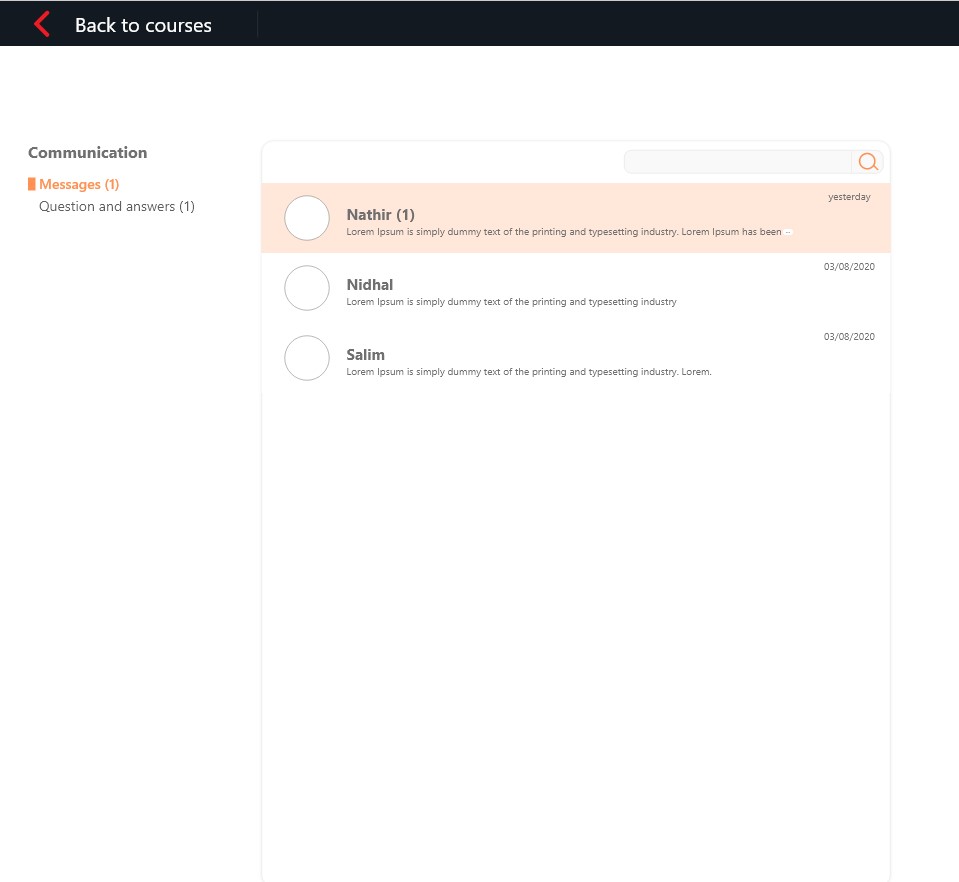 Back to courses
Communication
Messages (1)
Question and answers (1)
yesterday
Nathir (1)
Lorem Ipsum is simply dummy text of the printing and typesetting industry. Lorem Ipsum has been ...
03/08/2020
Nidhal
Lorem Ipsum is simply dummy text of the printing and typesetting industry
03/08/2020
Salim
Lorem Ipsum is simply dummy text of the printing and typesetting industry. Lorem.